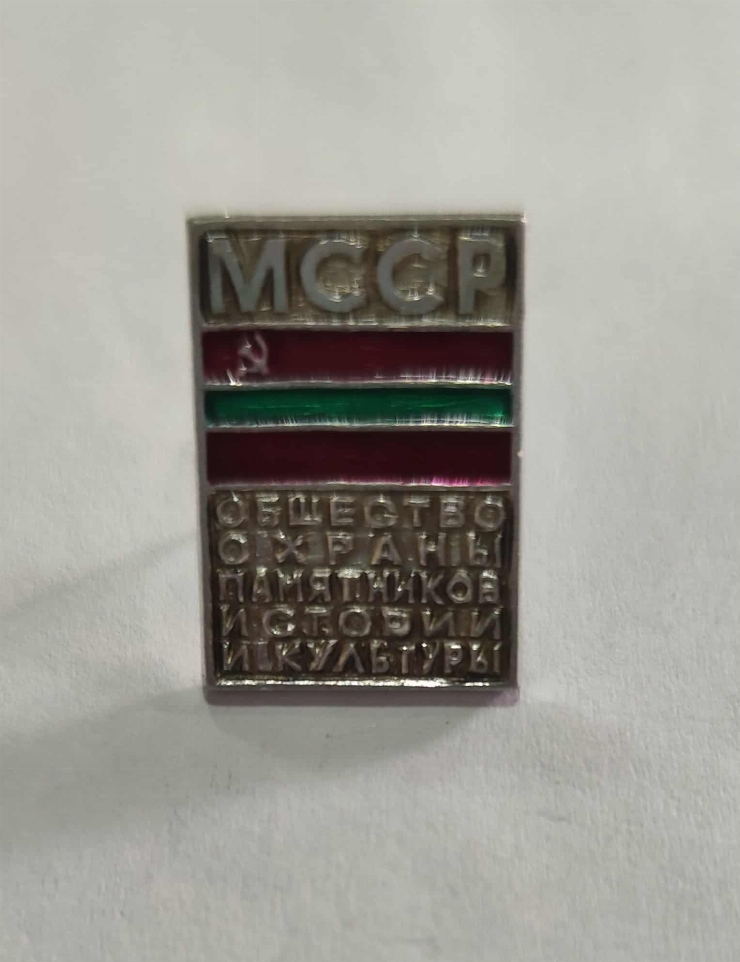 МССР
ОБЩЕСТВО
ОХРАНЫ
ПАМЯТНИКОВ
ИСТОРИИ
И КУЛЬТУРЫ